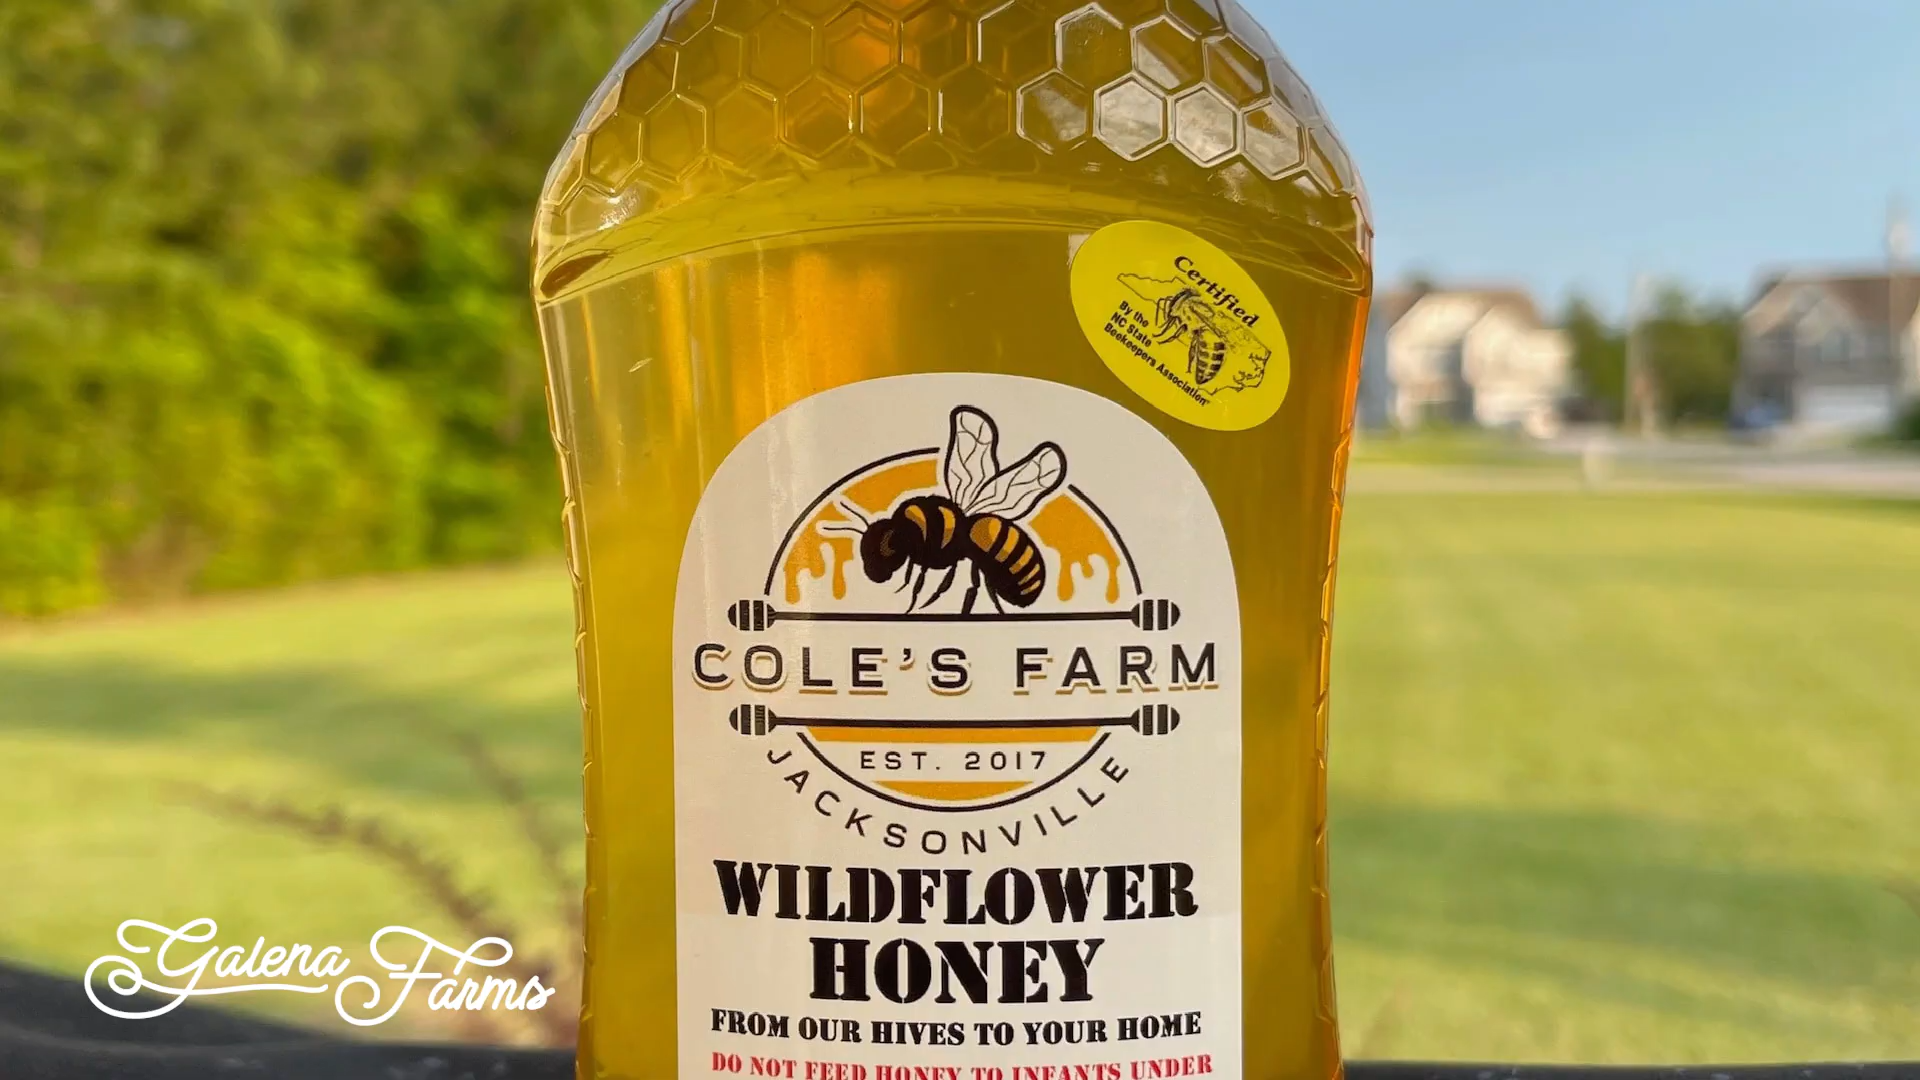 Certified
By the
NC State
Beekeepers Association
COLE'S FARM
EST. 2017
JACKSONVILLE
WILDFLOWER
HONEY
FROM OUR HIVES TO YOUR HOME
DO NOT FEED HONEY TO INFANTS UNDER
Galena Farms